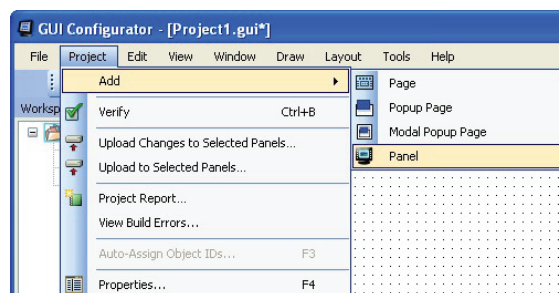 GUI Configurator - [Project1.gui*]
File Project Edit View Window Draw Layout Tools Help
Add
Page
Worksp
Verify Ctrl+B
Popup Page
Modal Popup Page
Upload Changes to Selected Panels...
Panel
Upload to Selected Panels...
Project Report...
View Build Errors...
Auto-Assign Object IDs... F3
Properties... F4